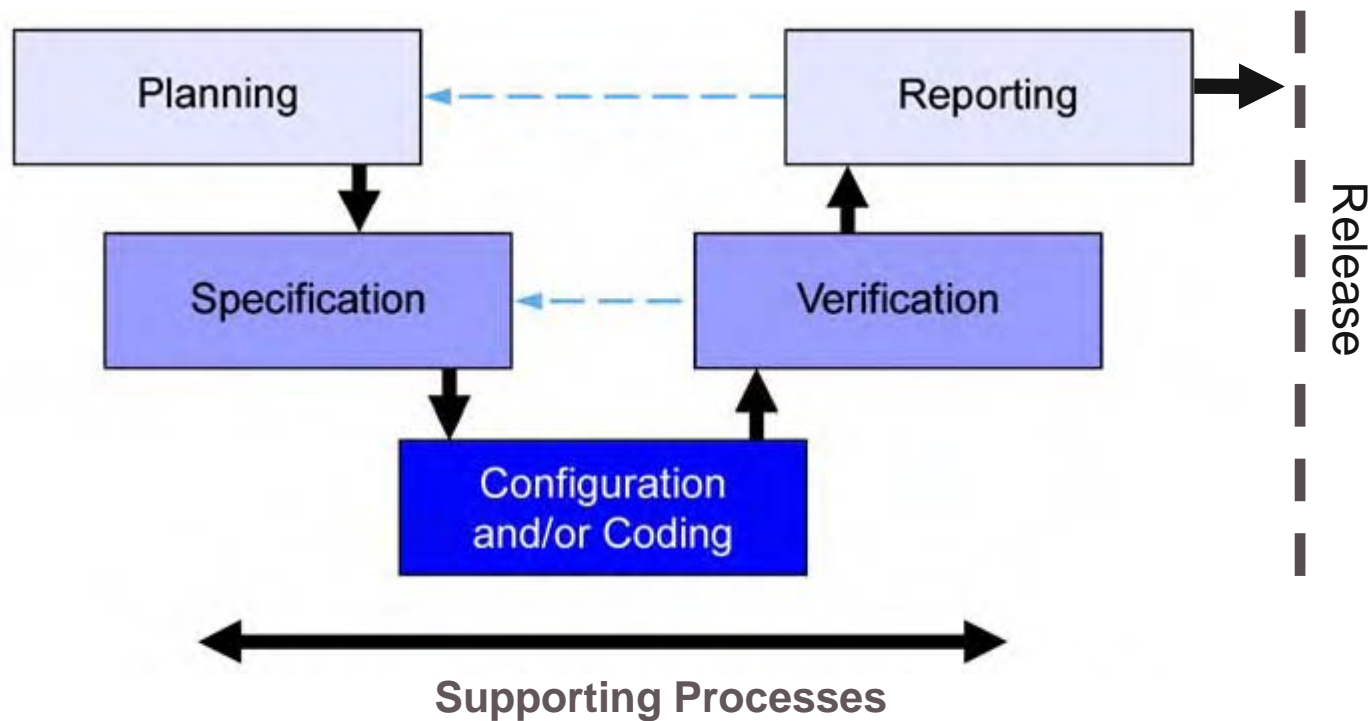 Planning
Reporting
Specification
Verification
Configuration
and/or Coding
Release
Supporting Processes